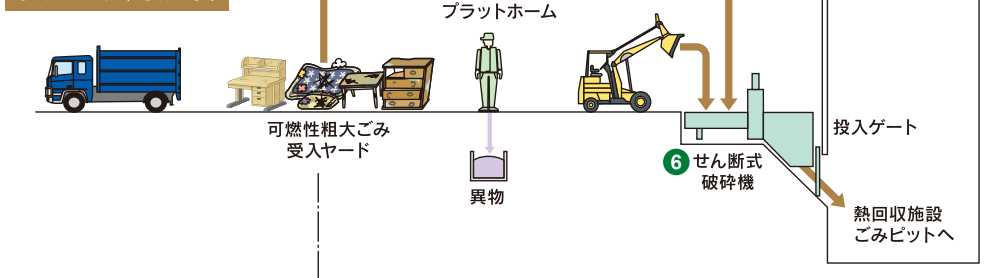 プラットホーム
可燃性粗大ごみ
受入ヤード
異物
6 せん断式
破砕機
投入ゲート
熱回収施設
ごみピットへ